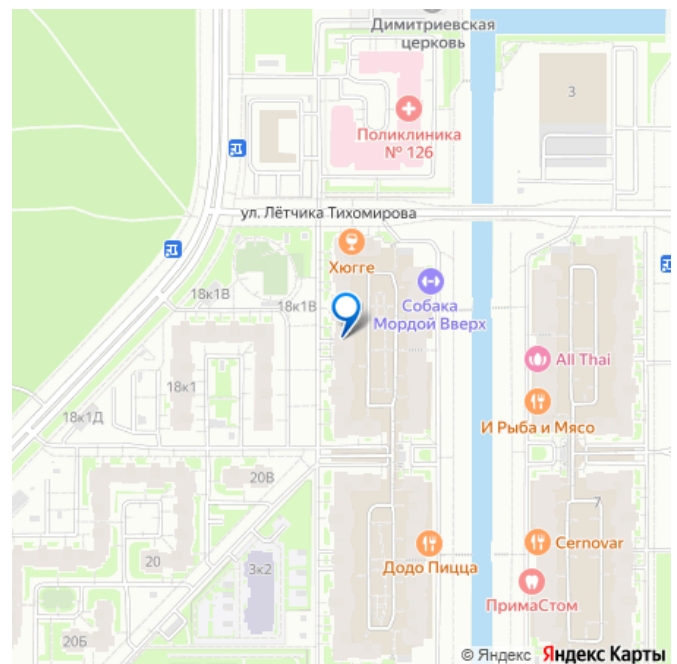 Димитриевская
церковь
3
Поликлиника
№ 126
ул. Лётчика Тихомирова
Хюгге
18к1В
18к1В
Собака
Мордой Вверх
All Thai
18к1
18к1Д
И Рыба и Мясо
20В
7
20
3к2
Додо Пицца
Cernovar
ПримаСтом
20Б
© Яндекс Яндекс Карты